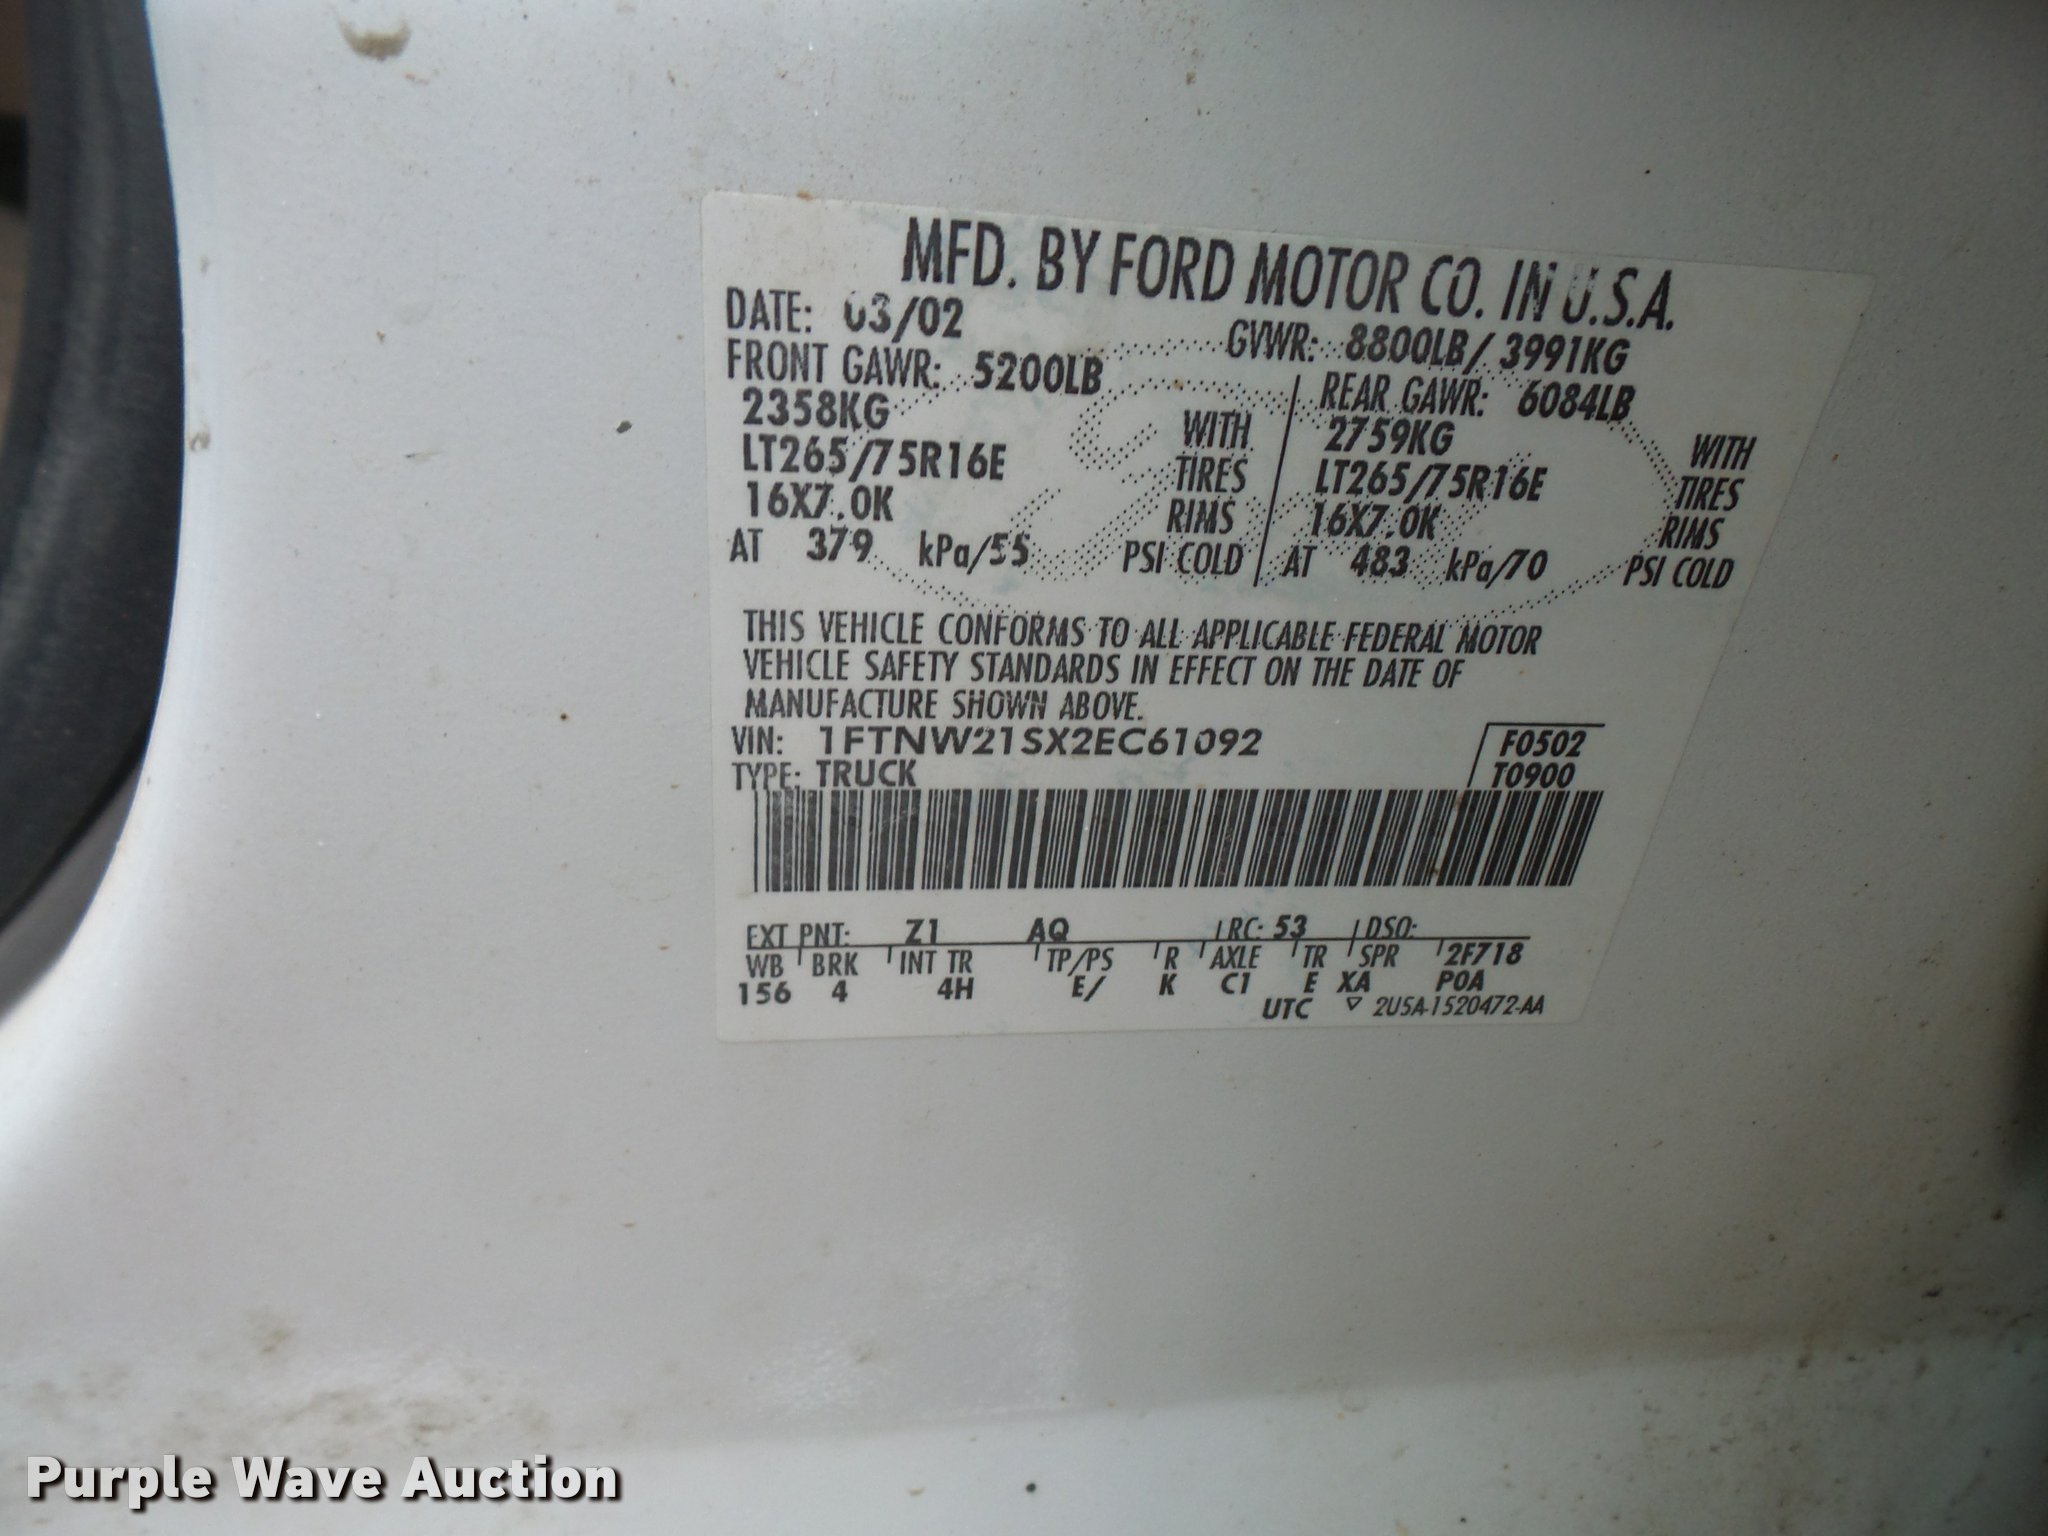 MFD. BY FORD MOTOR CO. IN U.S.A.
DATE: 03/02 GVWR: 8800LB/ 3991KG
FRONT GAWR: 5200LB REAR GAWR: 6084LB
2358KG WITH 2759KG WITH
LT265/75R16E TIRES LT265/75R16E TIRES
16X7.0K RIMS 16X7.0K RIMS
AT 379 kPa/55 PSI COLD AT 483 kPa/70 PSI COLD
THIS VEHICLE CONFORMS TO ALL APPLICABLE FEDERAL MOTOR
VEHICLE SAFETY STANDARDS IN EFFECT ON THE DATE OF
MANUFACTURE SHOWN ABOVE.
VIN: 1FTNW21SX2EC61092 F0502
TYPE: TRUCK T0900
EXT PNT: Z1 AQ RC: 53 DSO:
WB BRK INT TR TP/PS R AXLE TR SPR 2F718
156 4 4H E/ K C1 E XA P0A
UTC ▽ 2U5A-1520472-AA
Purple Wave Auction